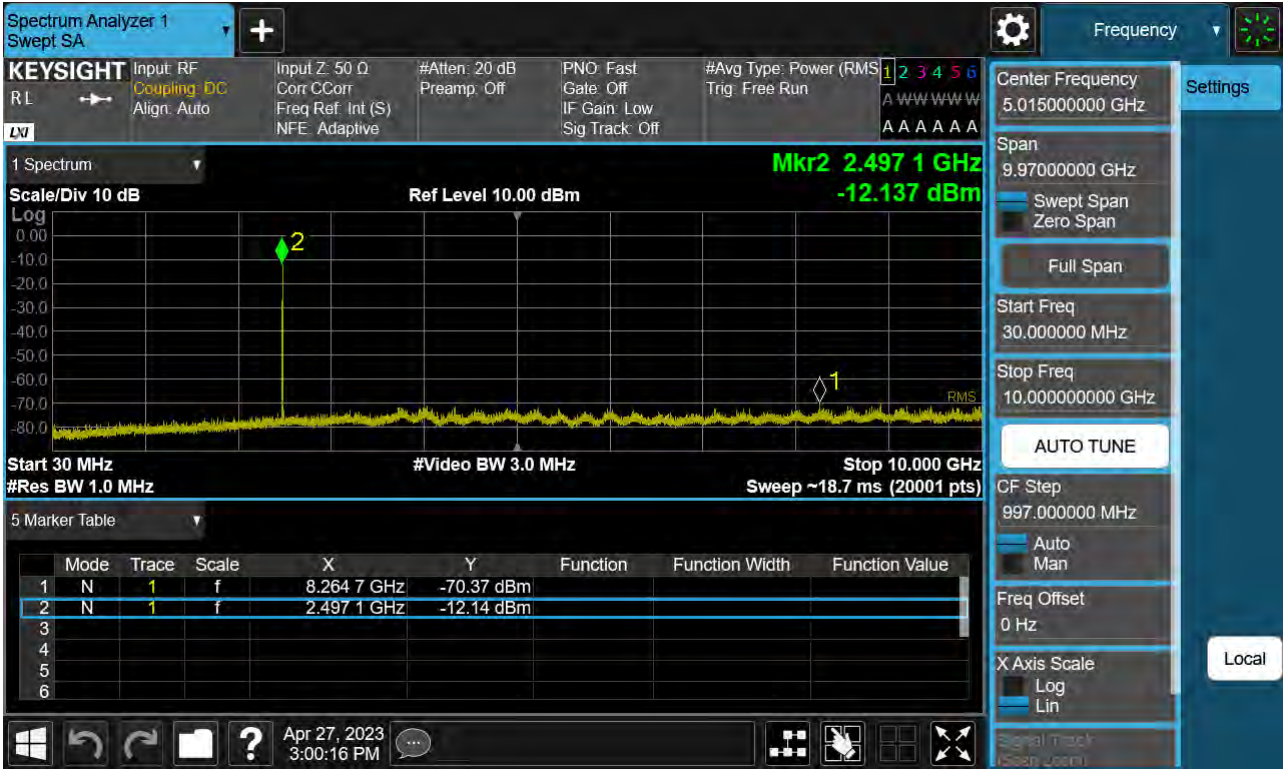 Spectrum Analyzer 1
Swept SA
+
Frequency
KEYSIGHT
RL
LXI
Input: RF
Coupling: DC
Align: Auto
Input Z: 50 Ω
Corr CCorr
Freq Ref: Int (S)
NFE: Adaptive
#Atten: 20 dB
Preamp: Off
PNO: Fast
Gate: Off
IF Gain: Low
Sig Track: Off
#Avg Type: Power (RMS
Trig: Free Run
1 2 3 4 5 6
A W W W W W
A A A A A A
1 Spectrum
Scale/Div 10 dB
Ref Level 10.00 dBm
Mkr2 2.497 1 GHz
-12.137 dBm
Log
0.00
-10.0
-20.0
-30.0
-40.0
-50.0
-60.0
-70.0
-80.0
2
1
RMS
Start 30 MHz
#Video BW 3.0 MHz
Stop 10.000 GHz
#Res BW 1.0 MHz
Sweep ~18.7 ms (20001 pts)
5 Marker Table
Mode Trace Scale X Y Function Function Width Function Value
1 N 1 f 8.264 7 GHz -70.37 dBm
2 N 1 f 2.497 1 GHz -12.14 dBm
3
4
5
6
Center Frequency
5.015000000 GHz
Settings
Span
9.97000000 GHz
Swept Span
Zero Span
Full Span
Start Freq
30.000000 MHz
Stop Freq
10.000000000 GHz
AUTO TUNE
CF Step
997.000000 MHz
Auto
Man
Freq Offset
0 Hz
X Axis Scale
Log
Lin
Local
Signal Track
(Span Zoom)
?
Apr 27, 2023
3:00:16 PM